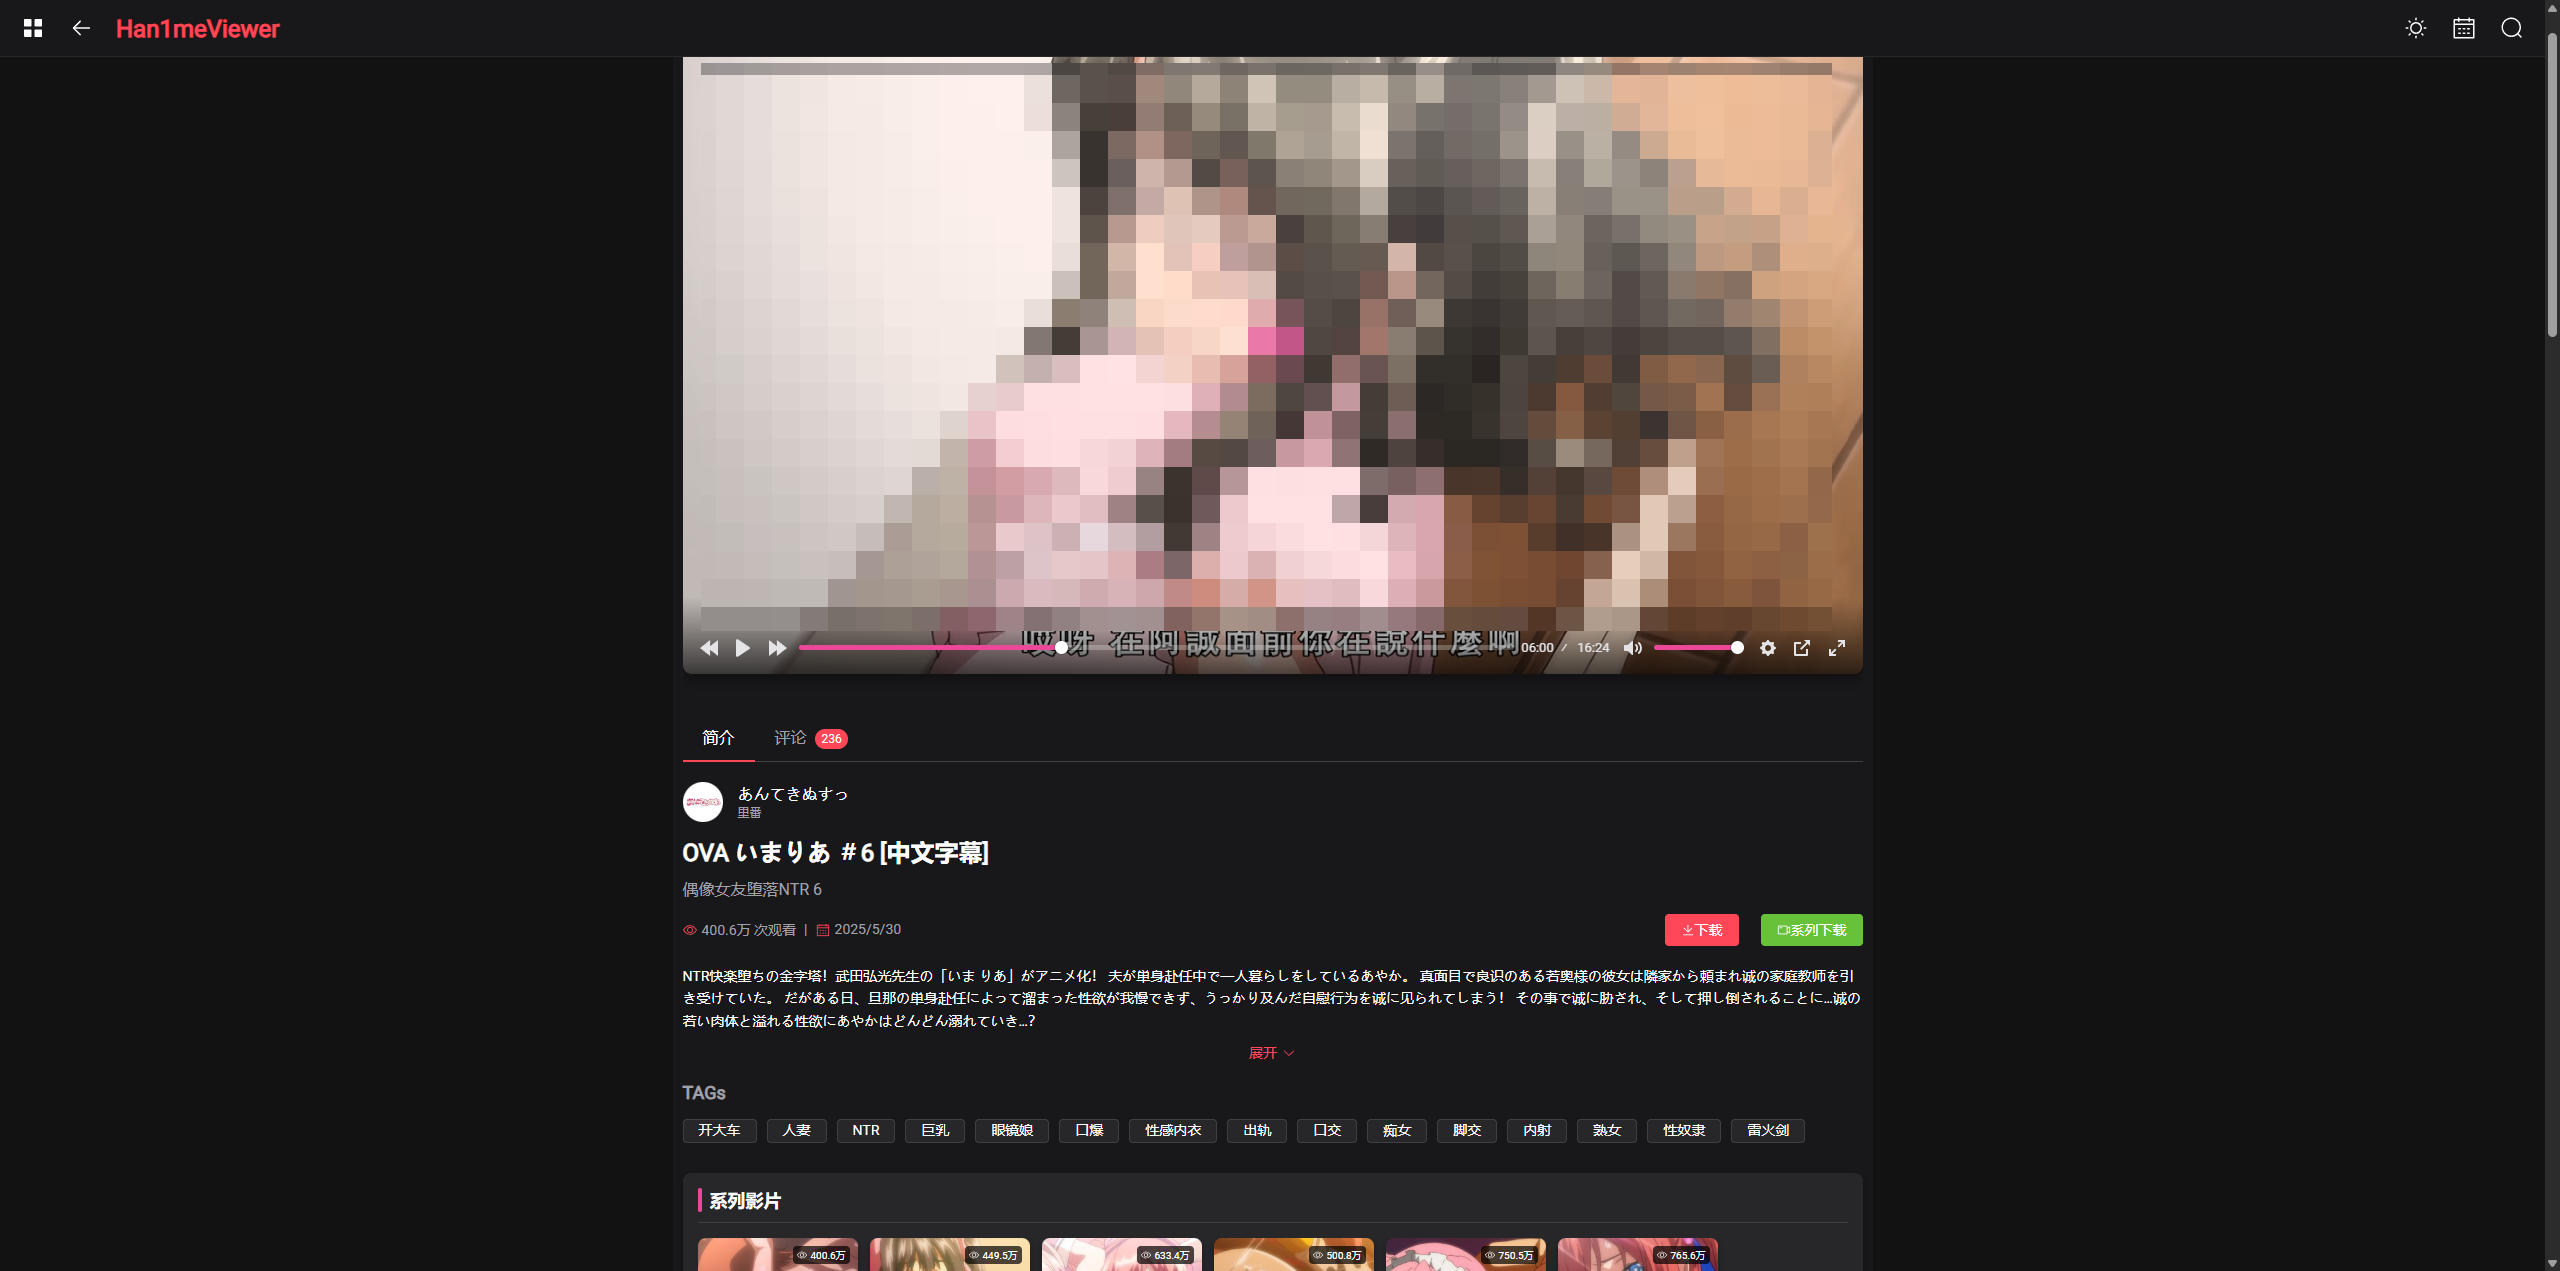 Han1meViewer
哎呀 在阿誠面前你在說什麼啊
06:00 / 16:24
简介 评论 236
あんてきぬすっ
里番
OVA いまりあ ＃6 [中文字幕]
偶像女友堕落NTR 6
400.6万 次观看 | 2025/5/30 下载 系列下载
NTR快楽堕ちの金字塔！武田弘光先生の「いま りあ」がアニメ化！ 夫が単身赴任中で一人暮らしをしているあやか。 真面目で良识のある若奥様の彼女は隣家から頼まれ诚の家庭教师を引
き受けていた。 だがある日、旦那の単身赴任によって溜まった性欲が我慢できず、うっかり及んだ自慰行为を诚に见られてしまう！ その事で诚に胁され、そして押し倒されることに…诚の
若い肉体と溢れる性欲にあやかはどんどん溺れていき…？
展开
TAGs
开大车 人妻 NTR 巨乳 眼镜娘 口爆 性感内衣 出轨 口交 痴女 脚交 内射 熟女 性奴隶 雷火剑
系列影片
400.6万 449.5万 633.4万 500.8万 750.5万 765.6万